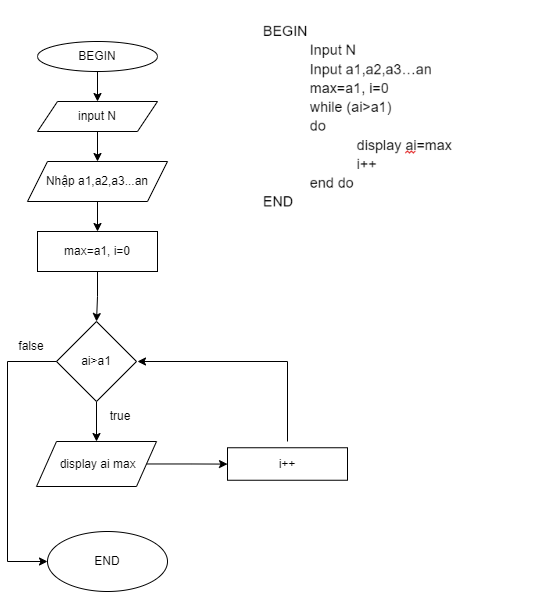 BEGIN
input N
Nhập a1,a2,a3...an
max=a1, i=0
false
ai>a1
true
display ai max
i++
END
BEGIN
Input N
Input a1,a2,a3…an
max=a1, i=0
while (ai>a1)
do
display ai=max
i++
end do
END